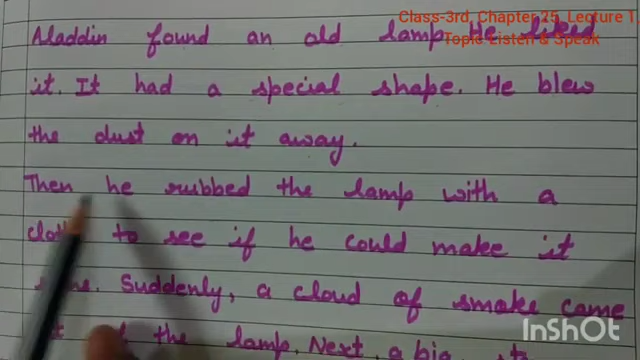 Class-3rd, Chapter 25, Lecture 1
Topic Listen & Speak
Aladdin found an old lamp. He liked
it. It had a special shape. He blew
the dust on it away.
Then he rubbed the lamp with a
cloth to see if he could make it
Suddenly, a cloud of smoke came
the lamp. Next, a big
InShOt